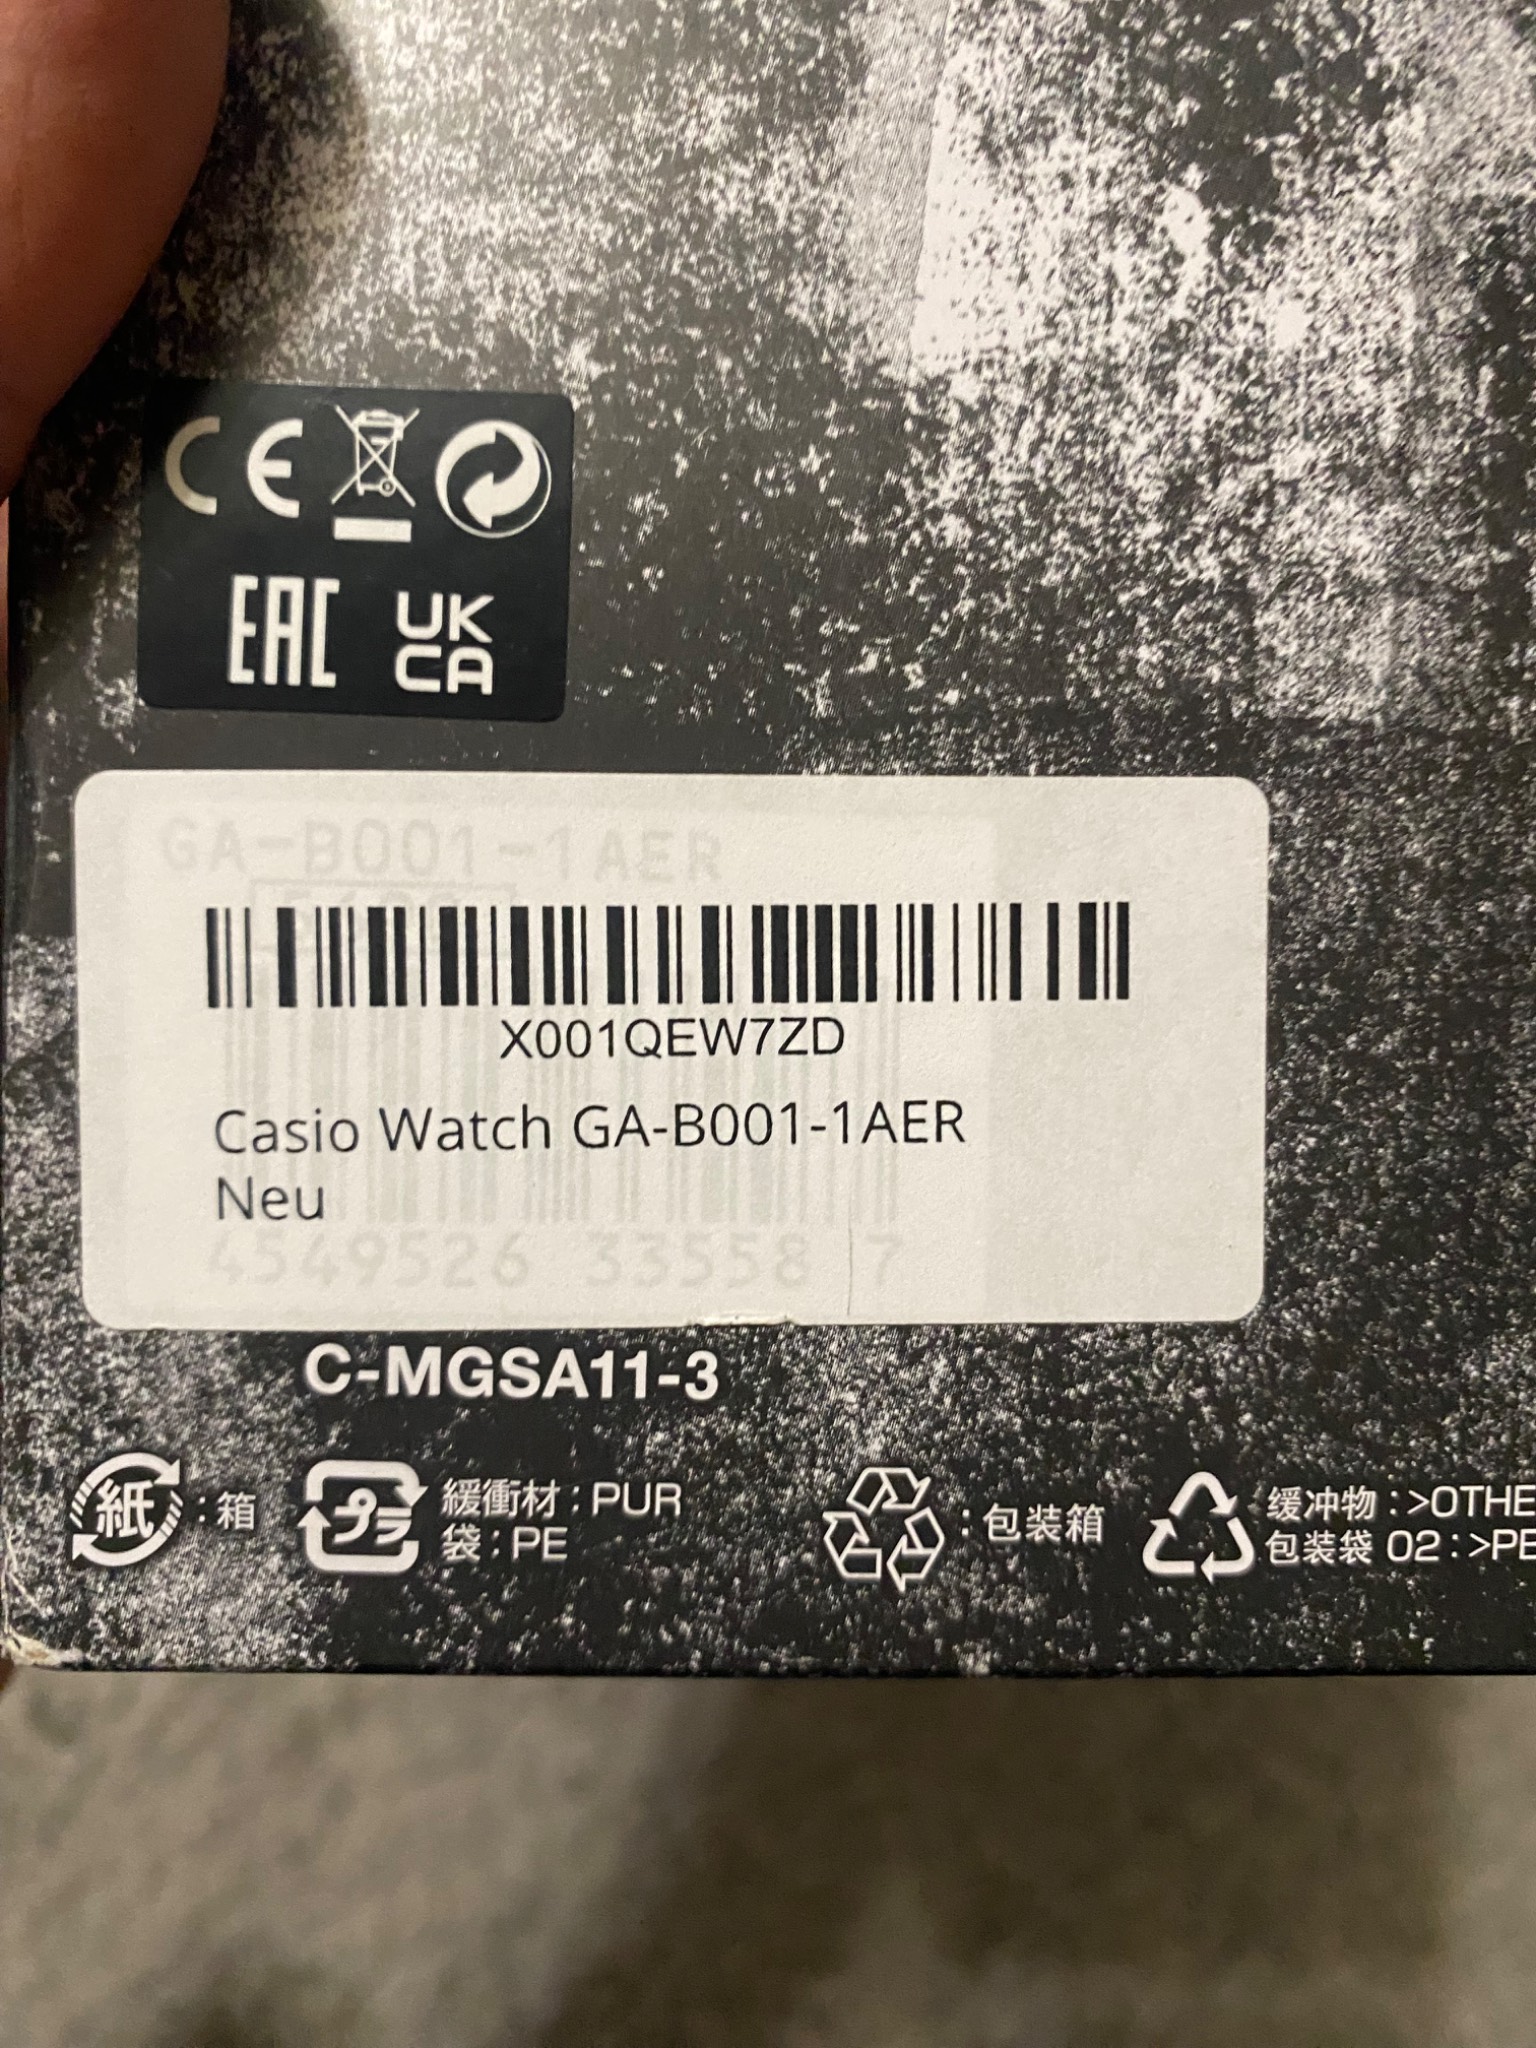 CE
EAC
UK
CA
GA-B001-1AER
X001QEW7ZD
Casio Watch GA-B001-1AER
Neu
4549526 33558 7
C-MGSA11-3
紙:箱
プラ 緩衝材:PUR
袋:PE
:包装箱
缓冲物:>OTHE
包装袋 02:>PE